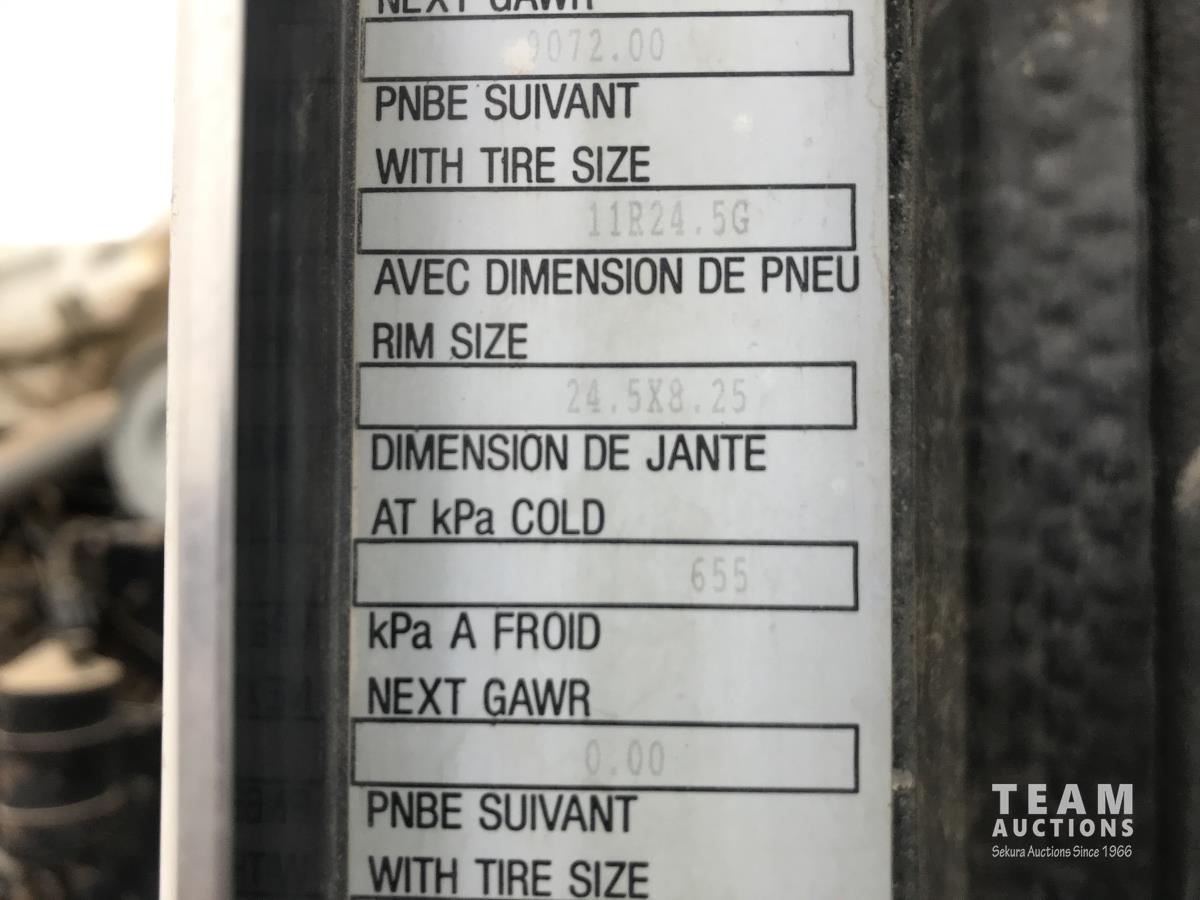 NEXT GAWR
9072.00
PNBE SUIVANT
WITH TIRE SIZE
11R24.5G
AVEC DIMENSION DE PNEU
RIM SIZE
24.5X8.25
DIMENSION DE JANTE
AT kPa COLD
655
kPa A FROID
NEXT GAWR
0.00
PNBE SUIVANT
WITH TIRE SIZE
TEAM
AUCTIONS
Sekura Auctions Since 1966